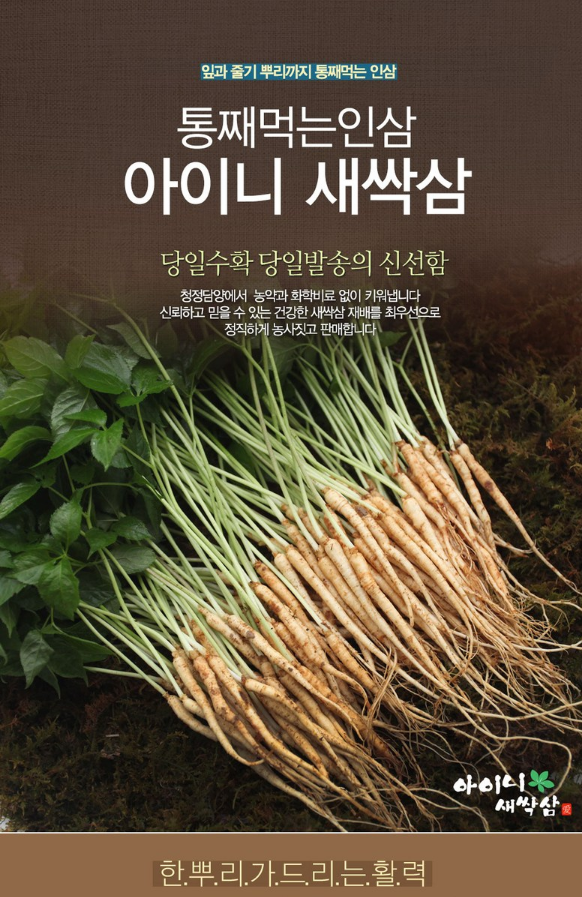 잎과 줄기 뿌리까지 통째먹는 인삼
통째먹는인삼
아이니 새싹삼
당일수확 당일발송의 신선함
청정담양에서 농약과 화학비료 없이 키워냅니다
신뢰하고 믿을 수 있는 건강한 새싹삼 재배를 최우선으로
정직하게 농사짓고 판매합니다
아이니
새싹삼 愛
한.뿌.리.가.드.리.는.활.력